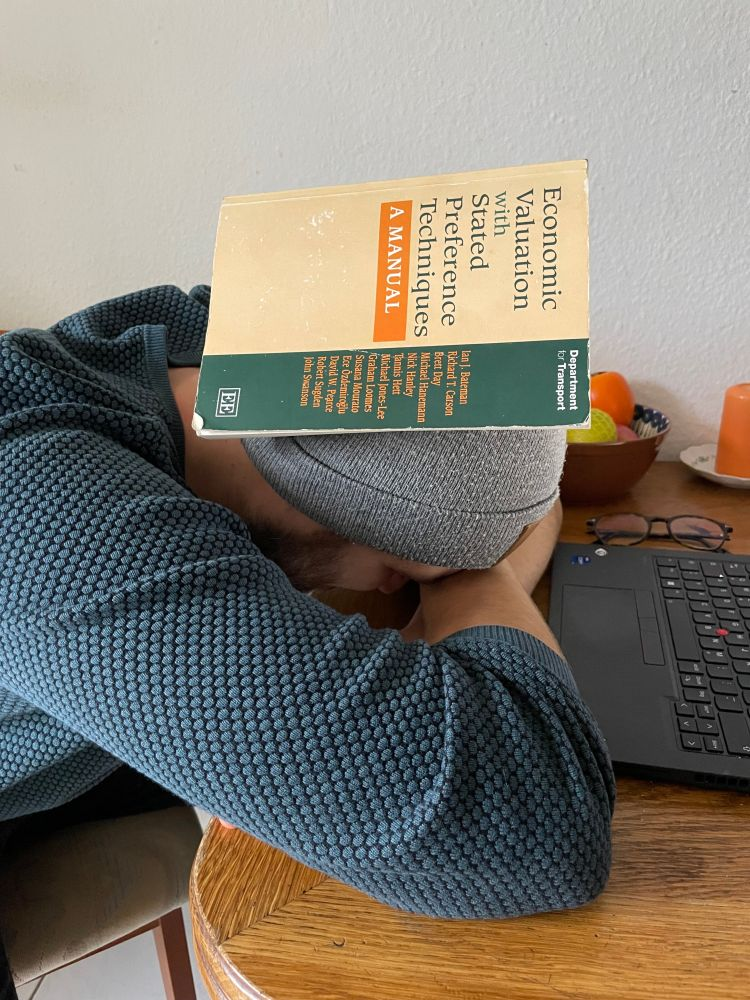 Economic
Valuation
with
Stated
Preference
Techniques
A MANUAL
Ian J. Bateman
Richard T. Carson
Brett Day
Michael Hanemann
Nick Hanley
Tannis Hett
Michael Jones-Lee
Graham Loomes
Susana Mourato
Ece Özdemiroğlu
David W. Pearce
Robert Sugden
John Swanson
Department
for Transport
EE